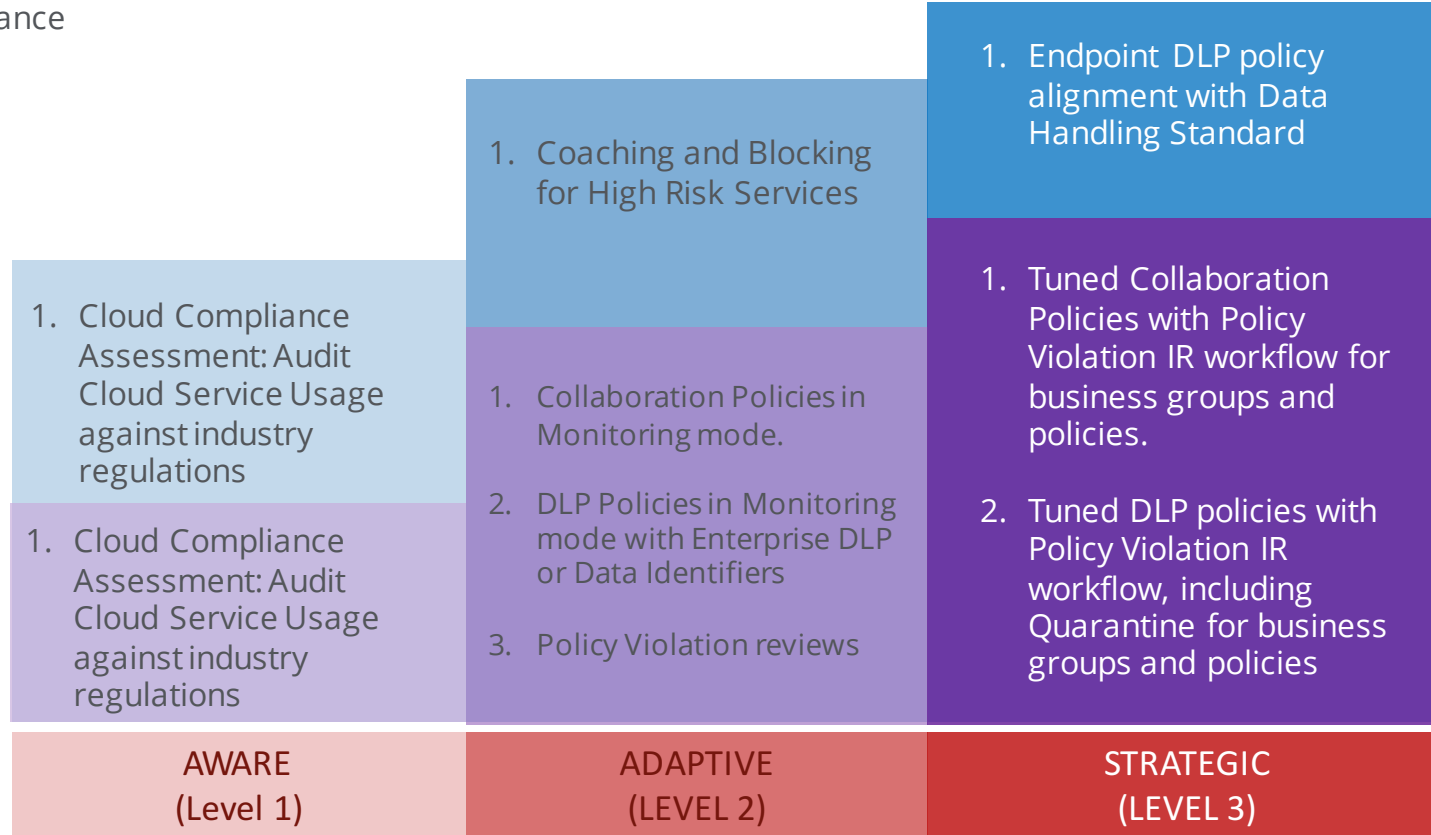 1. Cloud Compliance
Assessment: Audit
Cloud Service Usage
against industry
regulations
1. Cloud Compliance
Assessment: Audit
Cloud Service Usage
against industry
regulations
AWARE
(Level 1)
1. Coaching and Blocking
for High Risk Services
1. Collaboration Policies in
Monitoring mode.
2. DLP Policies in Monitoring
mode with Enterprise DLP
or Data Identifiers
3. Policy Violation reviews
ADAPTIVE
(LEVEL 2)
1. Endpoint DLP policy
alignment with Data
Handling Standard
1. Tuned Collaboration
Policies with Policy
Violation IR workflow for
business groups and
policies.
2. Tuned DLP policies with
Policy Violation IR
workflow, including
Quarantine for business
groups and policies
STRATEGIC
(LEVEL 3)